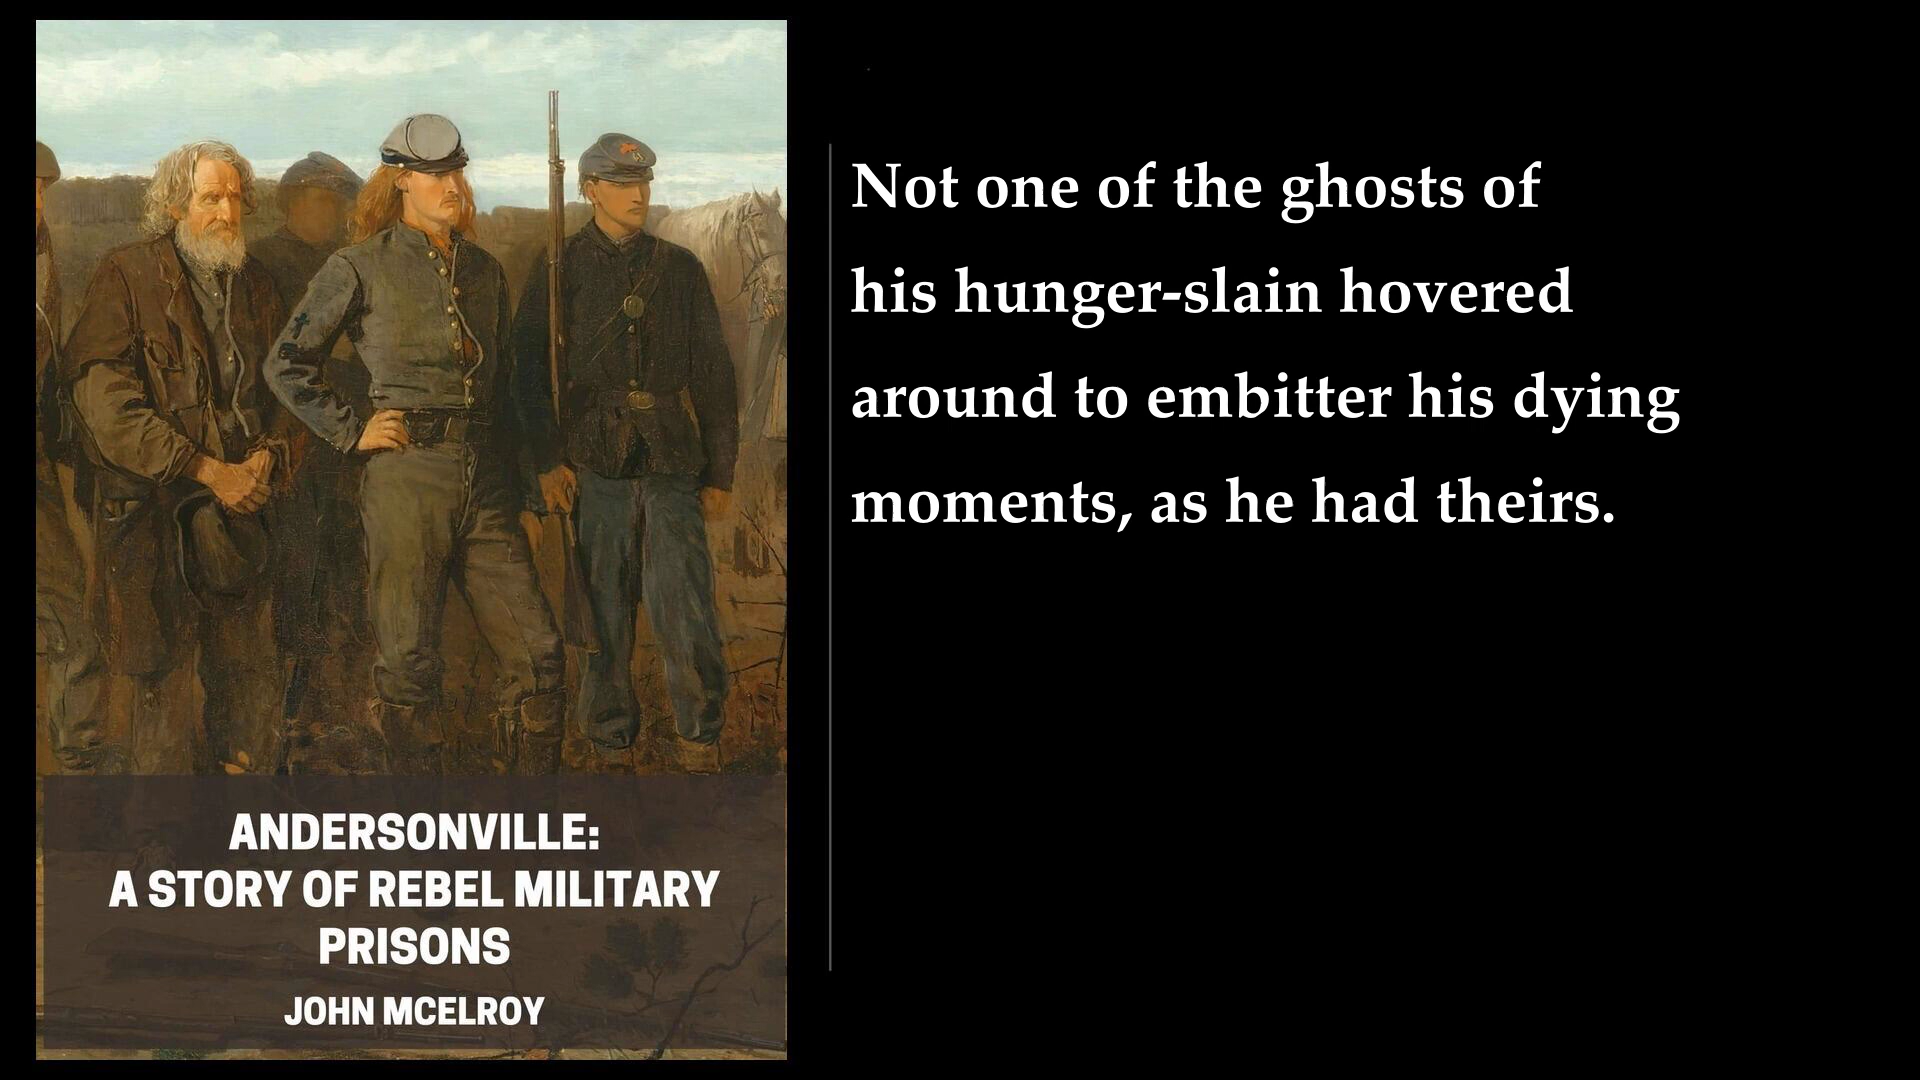 Not one of the ghosts of
his hunger-slain hovered
around to embitter his dying
moments, as he had theirs.
ANDERSONVILLE:
A STORY OF REBEL MILITARY
PRISONS
JOHN MCELROY